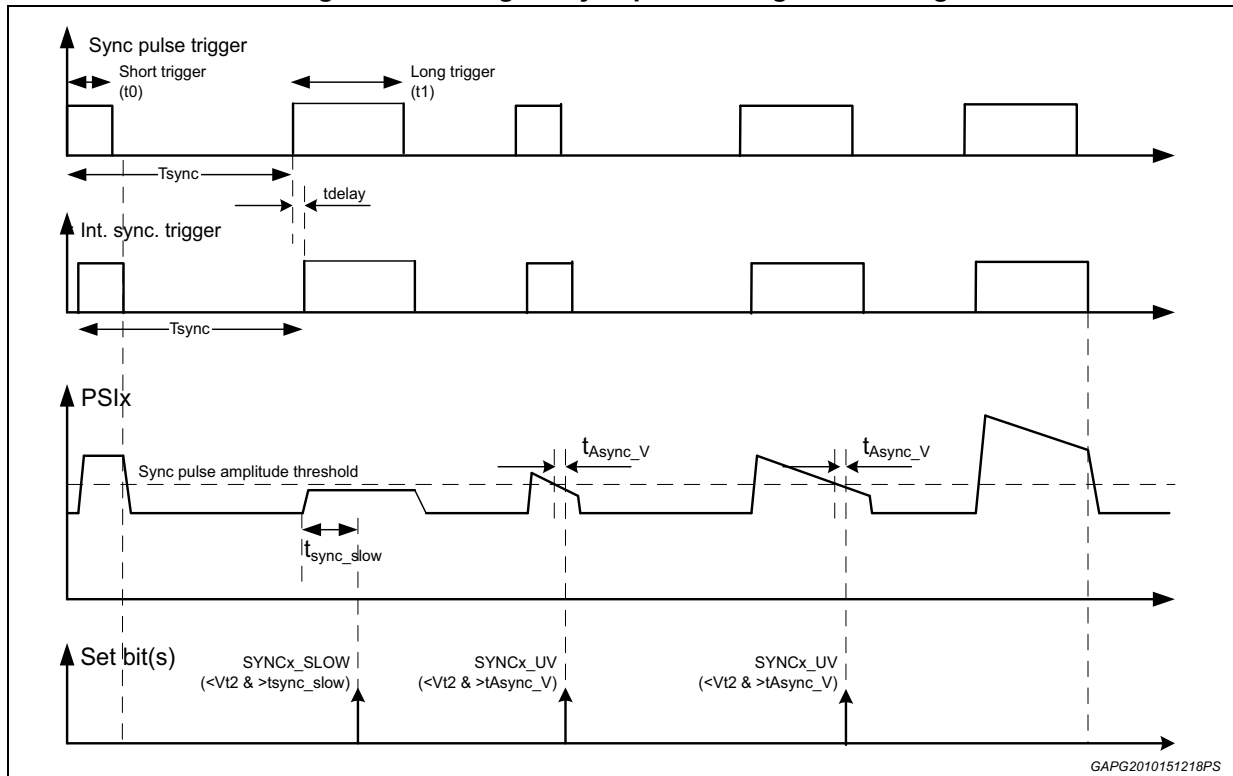 Sync pulse trigger
Short trigger
(t0)
Long trigger
(t1)
Tsync
tdelay
Int. sync. trigger
Tsync
PSIx
Sync pulse amplitude threshold
tAsync_V
tAsync_V
tsync_slow
Set bit(s)
SYNCx_SLOW
(<Vt2 & >tsync_slow)
SYNCx_UV
(<Vt2 & >tAsync_V)
SYNCx_UV
(<Vt2 & >tAsync_V)
GAPG2010151218PS